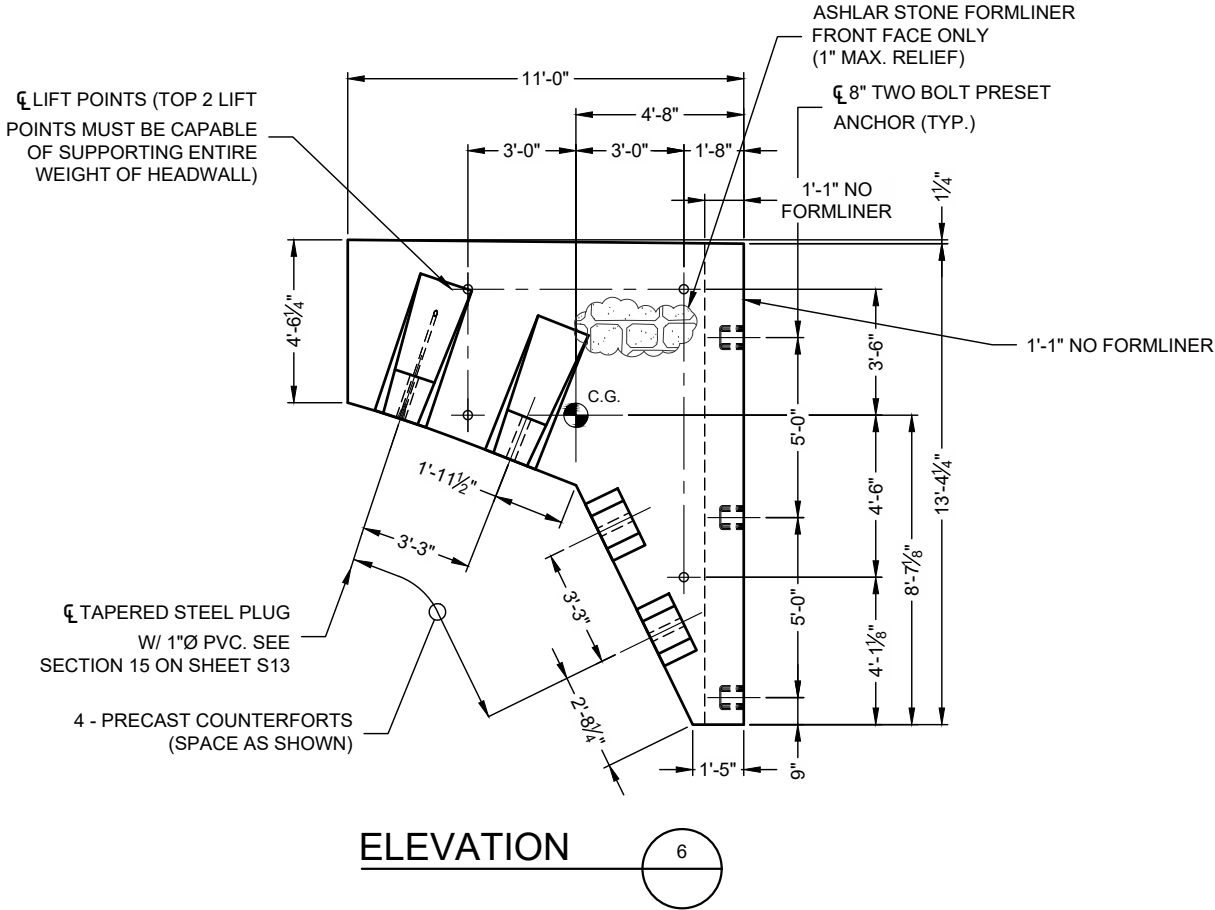 ASHLAR STONE FORMLINER
FRONT FACE ONLY
(1" MAX. RELIEF)
11'-0"
℄ LIFT POINTS (TOP 2 LIFT
POINTS MUST BE CAPABLE
OF SUPPORTING ENTIRE
WEIGHT OF HEADWALL)
℄ 8" TWO BOLT PRESET
ANCHOR (TYP.)
4'-8"
3'-0"
3'-0"
1'-8"
1'-1" NO
FORMLINER
1¼"
4'-6¼"
3'-6"
1'-1" NO FORMLINER
C.G.
5'-0"
13'-4¼"
1'-11½"
4'-6"
8'-7⅛"
3'-3"
3'-3"
5'-0"
4'-1⅛"
℄ TAPERED STEEL PLUG
W/ 1"Ø PVC. SEE
SECTION 15 ON SHEET S13
4 - PRECAST COUNTERFORTS
(SPACE AS SHOWN)
2'-8¼"
1'-5"
9"
ELEVATION
6